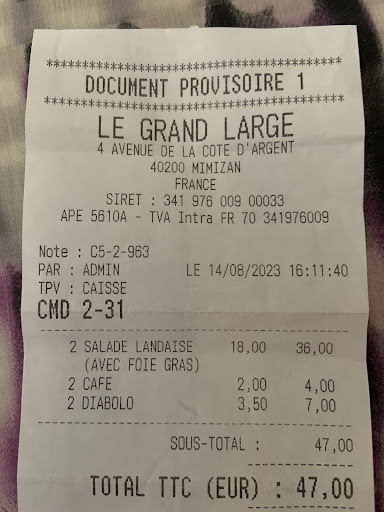 ********************************
DOCUMENT PROVISOIRE 1
********************************
LE GRAND LARGE
4 AVENUE DE LA COTE D'ARGENT
40200 MIMIZAN
FRANCE
SIRET : 341 976 009 00033
APE 5610A - TVA Intra FR 70 341976009
Note : C5-2-963
PAR : ADMIN LE 14/08/2023 16:11:40
TPV : CAISSE
CMD 2-31
2 SALADE LANDAISE 18,00 36,00
(AVEC FOIE GRAS)
2 CAFE 2,00 4,00
2 DIABOLO 3,50 7,00
SOUS-TOTAL : 47,00
TOTAL TTC (EUR) : 47,00